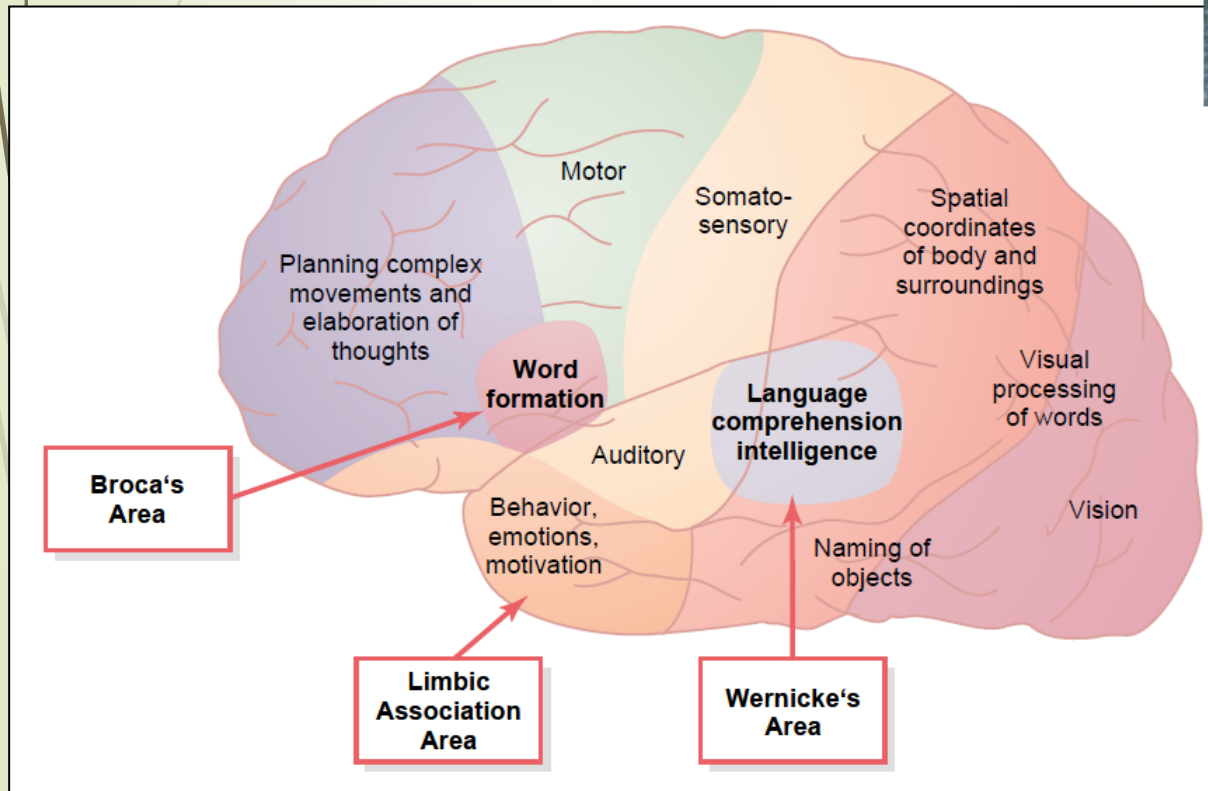 Motor
Somato-
sensory
Spatial
coordinates
of body and
surroundings
Planning complex
movements and
elaboration of
thoughts
Word
formation
Visual
processing
of words
Language
comprehension
intelligence
Auditory
Broca‘s
Area
Behavior,
emotions,
motivation
Vision
Naming of
objects
Limbic
Association
Area
Wernicke‘s
Area